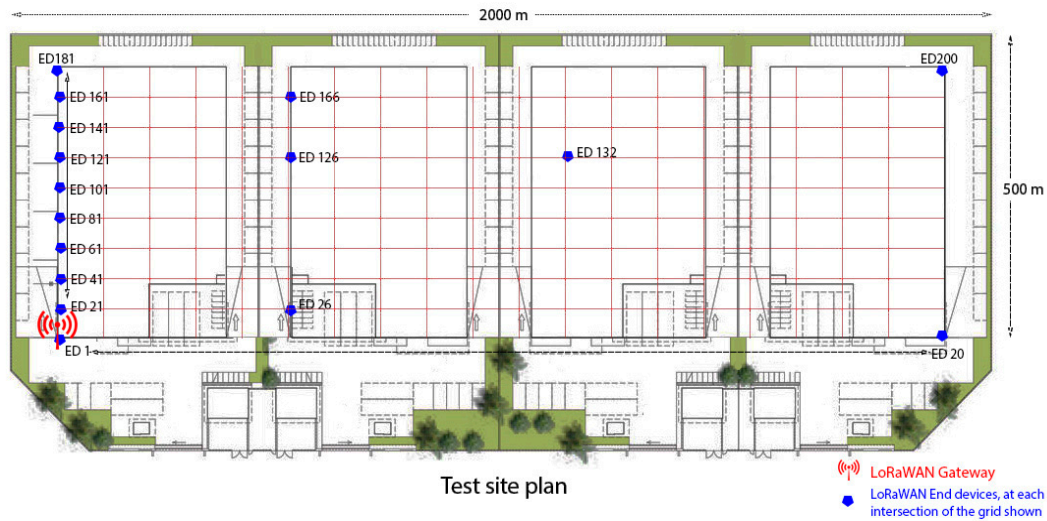 2000 m
ED181
ED200
ED 161
ED 166
ED 141
ED 121
ED 126
ED 132
ED 101
500 m
ED 81
ED 61
ED 41
ED 21
ED 26
ED 1
ED 20
Test site plan
LoRaWAN Gateway
LoRaWAN End devices, at each
intersection of the grid shown